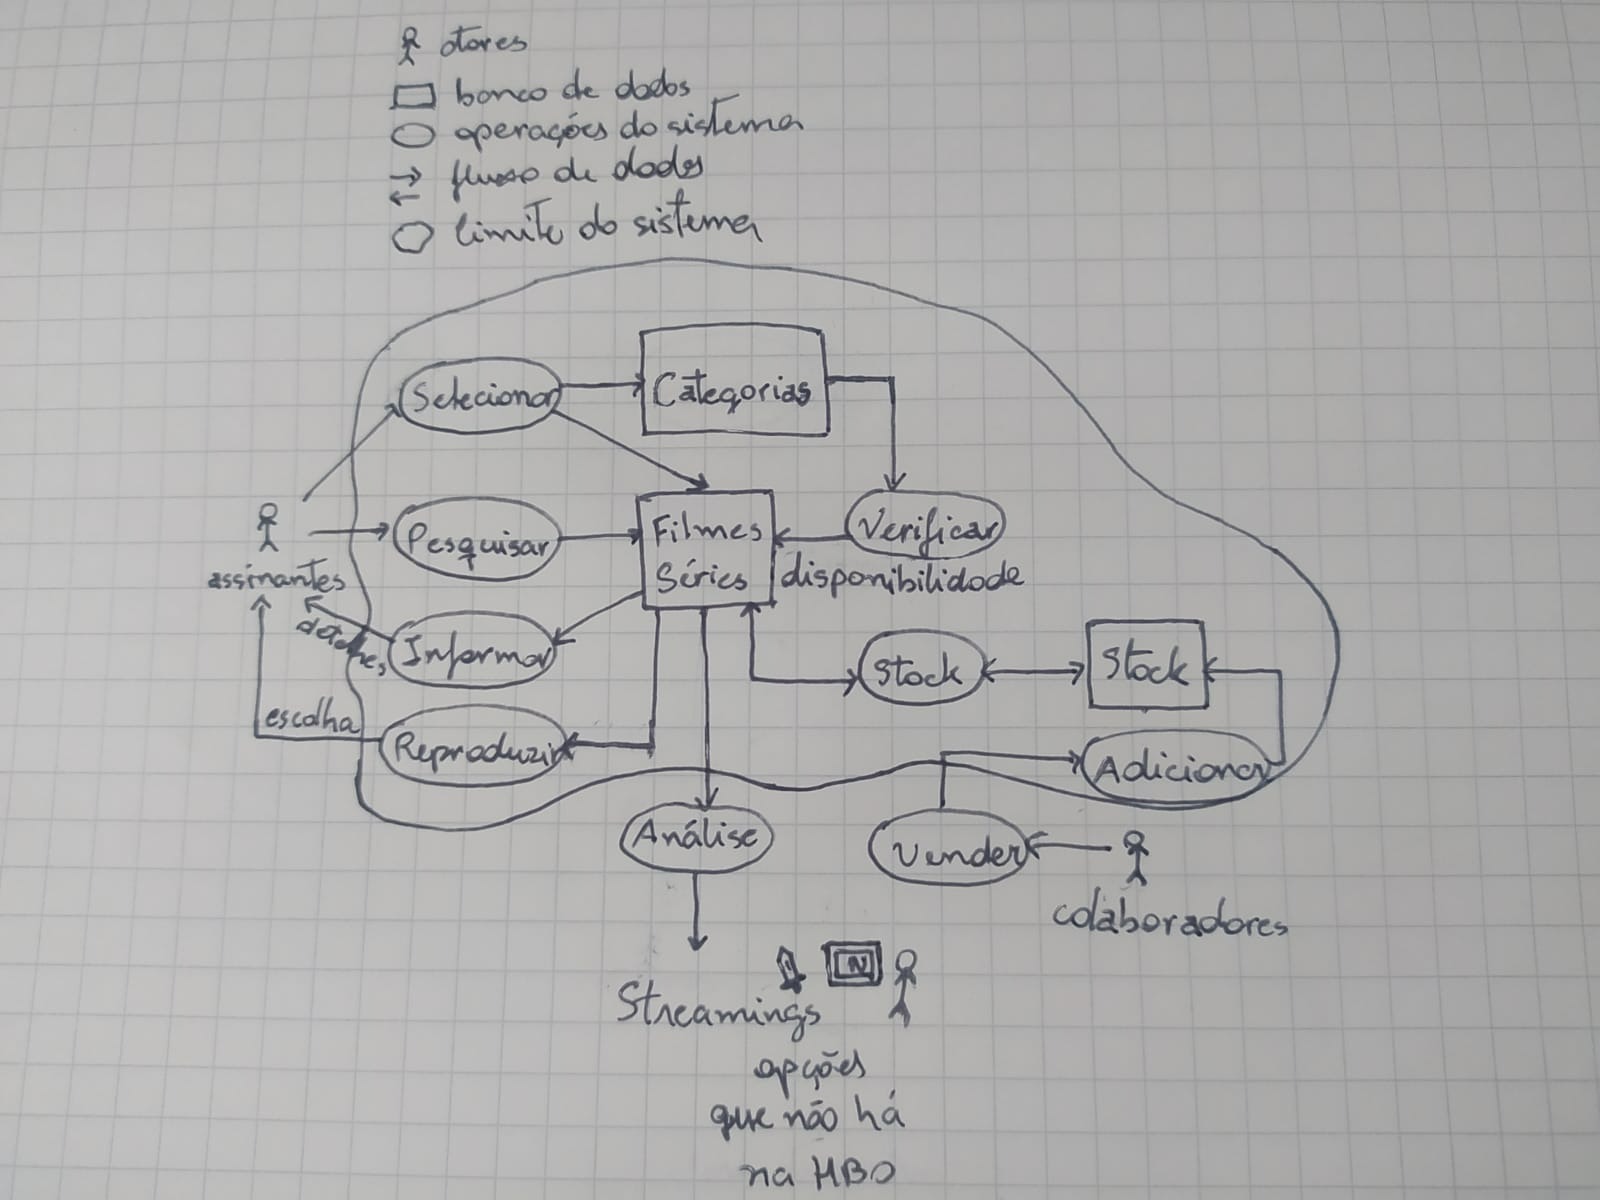 atores
banco de dados
operações do sistema
fluxo de dados
limite do sistema
Selecionar
Categorias
Pesquisar
Filmes
Séries
Verificar
disponibilidade
assinantes
detalhes
Informar
Stock
Stock
escolha
Reproduzir
Adicionar
Análise
Vender
colaboradores
N
Streamings
opções
que não há
na HBO